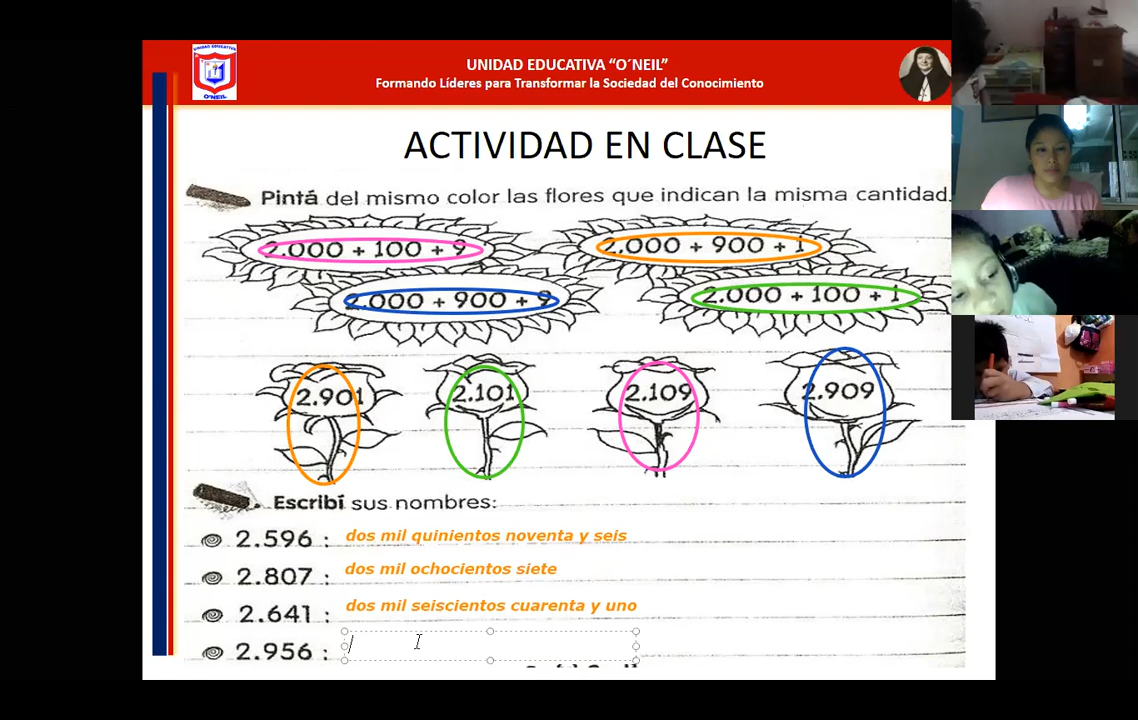 UNIDAD EDUCATIVA
O´NEIL
UNIDAD EDUCATIVA “O´NEIL”
Formando Líderes para Transformar la Sociedad del Conocimiento
ACTIVIDAD EN CLASE
Pintá del mismo color las flores que indican la misma cantidad.
2.000 + 100 + 9
2.000 + 900 + 1
2.000 + 900 + 9
2.000 + 100 + 1
2.901
2.101
2.109
2.909
Escribí sus nombres:
2.596 : dos mil quinientos noventa y seis
2.807 : dos mil ochocientos siete
2.641 : dos mil seiscientos cuarenta y uno
2.956 :